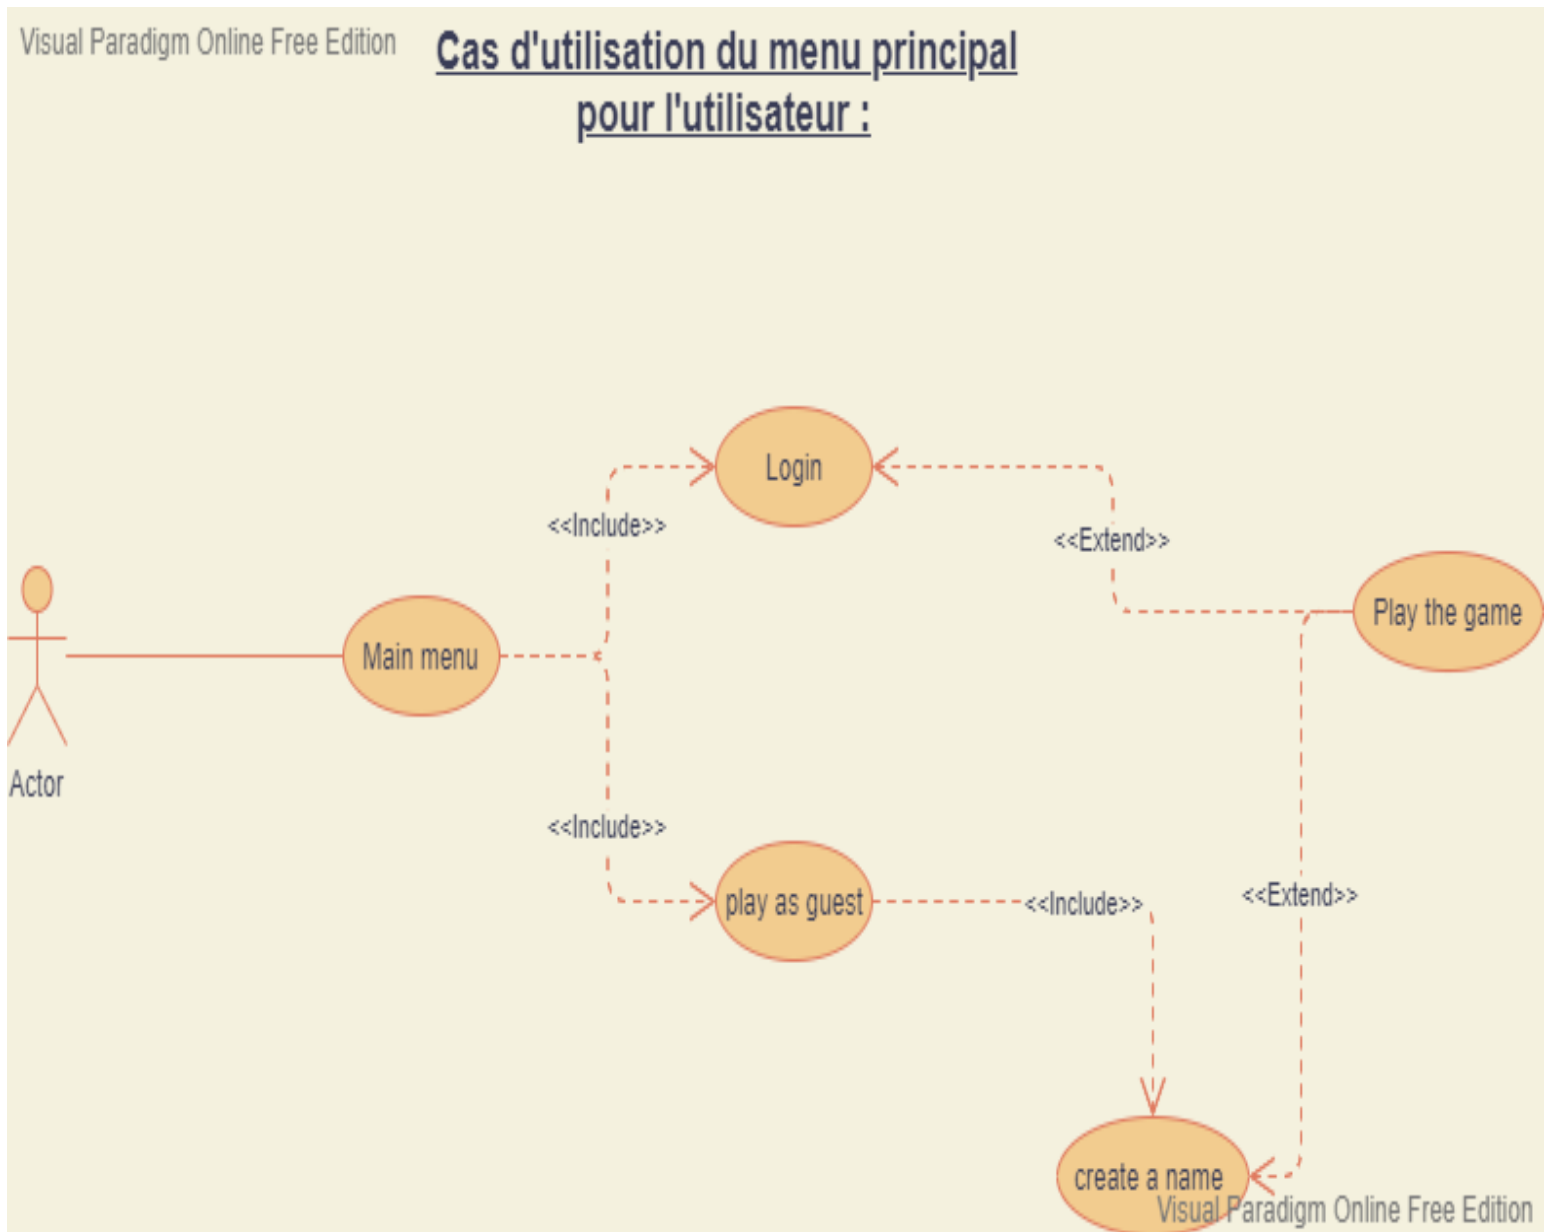 Visual Paradigm Online Free Edition
Cas d'utilisation du menu principal
pour l'utilisateur :
Login
<<Include>>
<<Extend>>
Play the game
Main menu
Actor
<<Include>>
play as guest
<<Include>>
<<Extend>>
create a name
Visual Paradigm Online Free Edition